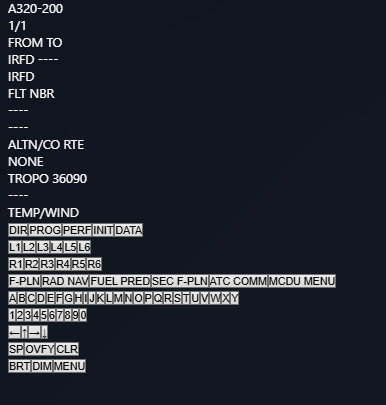 A320-200
1/1
FROM TO
IRFD ----
IRFD
FLT NBR
----
----
ALTN/CO RTE
NONE
TROPO 36090
----
TEMP/WIND
DIR PROG PERF INIT DATA
L1 L2 L3 L4 L5 L6
R1 R2 R3 R4 R5 R6
F-PLN RAD NAV FUEL PRED SEC F-PLN ATC COMM MCDU MENU
A B C D E F G H I J K L M N O P Q R S T U V W X Y
1 2 3 4 5 6 7 8 9 0
← ↑ → ↓
SP OVFY CLR
BRT DIM MENU